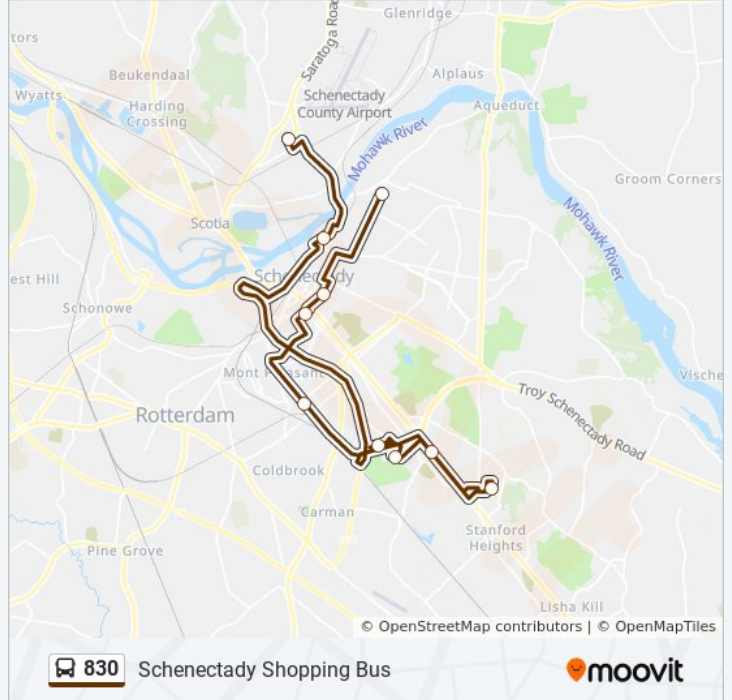 Glenridge
tors
Saratoga Road
Beukendaal
Alplaus
Wyatts
Schenectady
County Airport
Harding
Crossing
Aqueduct
Mohawk River
Groom Corners
Scotia
Mohawk River
est Hill
Schenectady
Schonowe
Vische
Mont Pleasant
Troy Schenectady Road
Rotterdam
Coldbrook
Carman
Stanford
Heights
Pine Grove
Lisha Kill
© OpenStreetMap contributors | © OpenMapTiles
830 Schenectady Shopping Bus
moovit